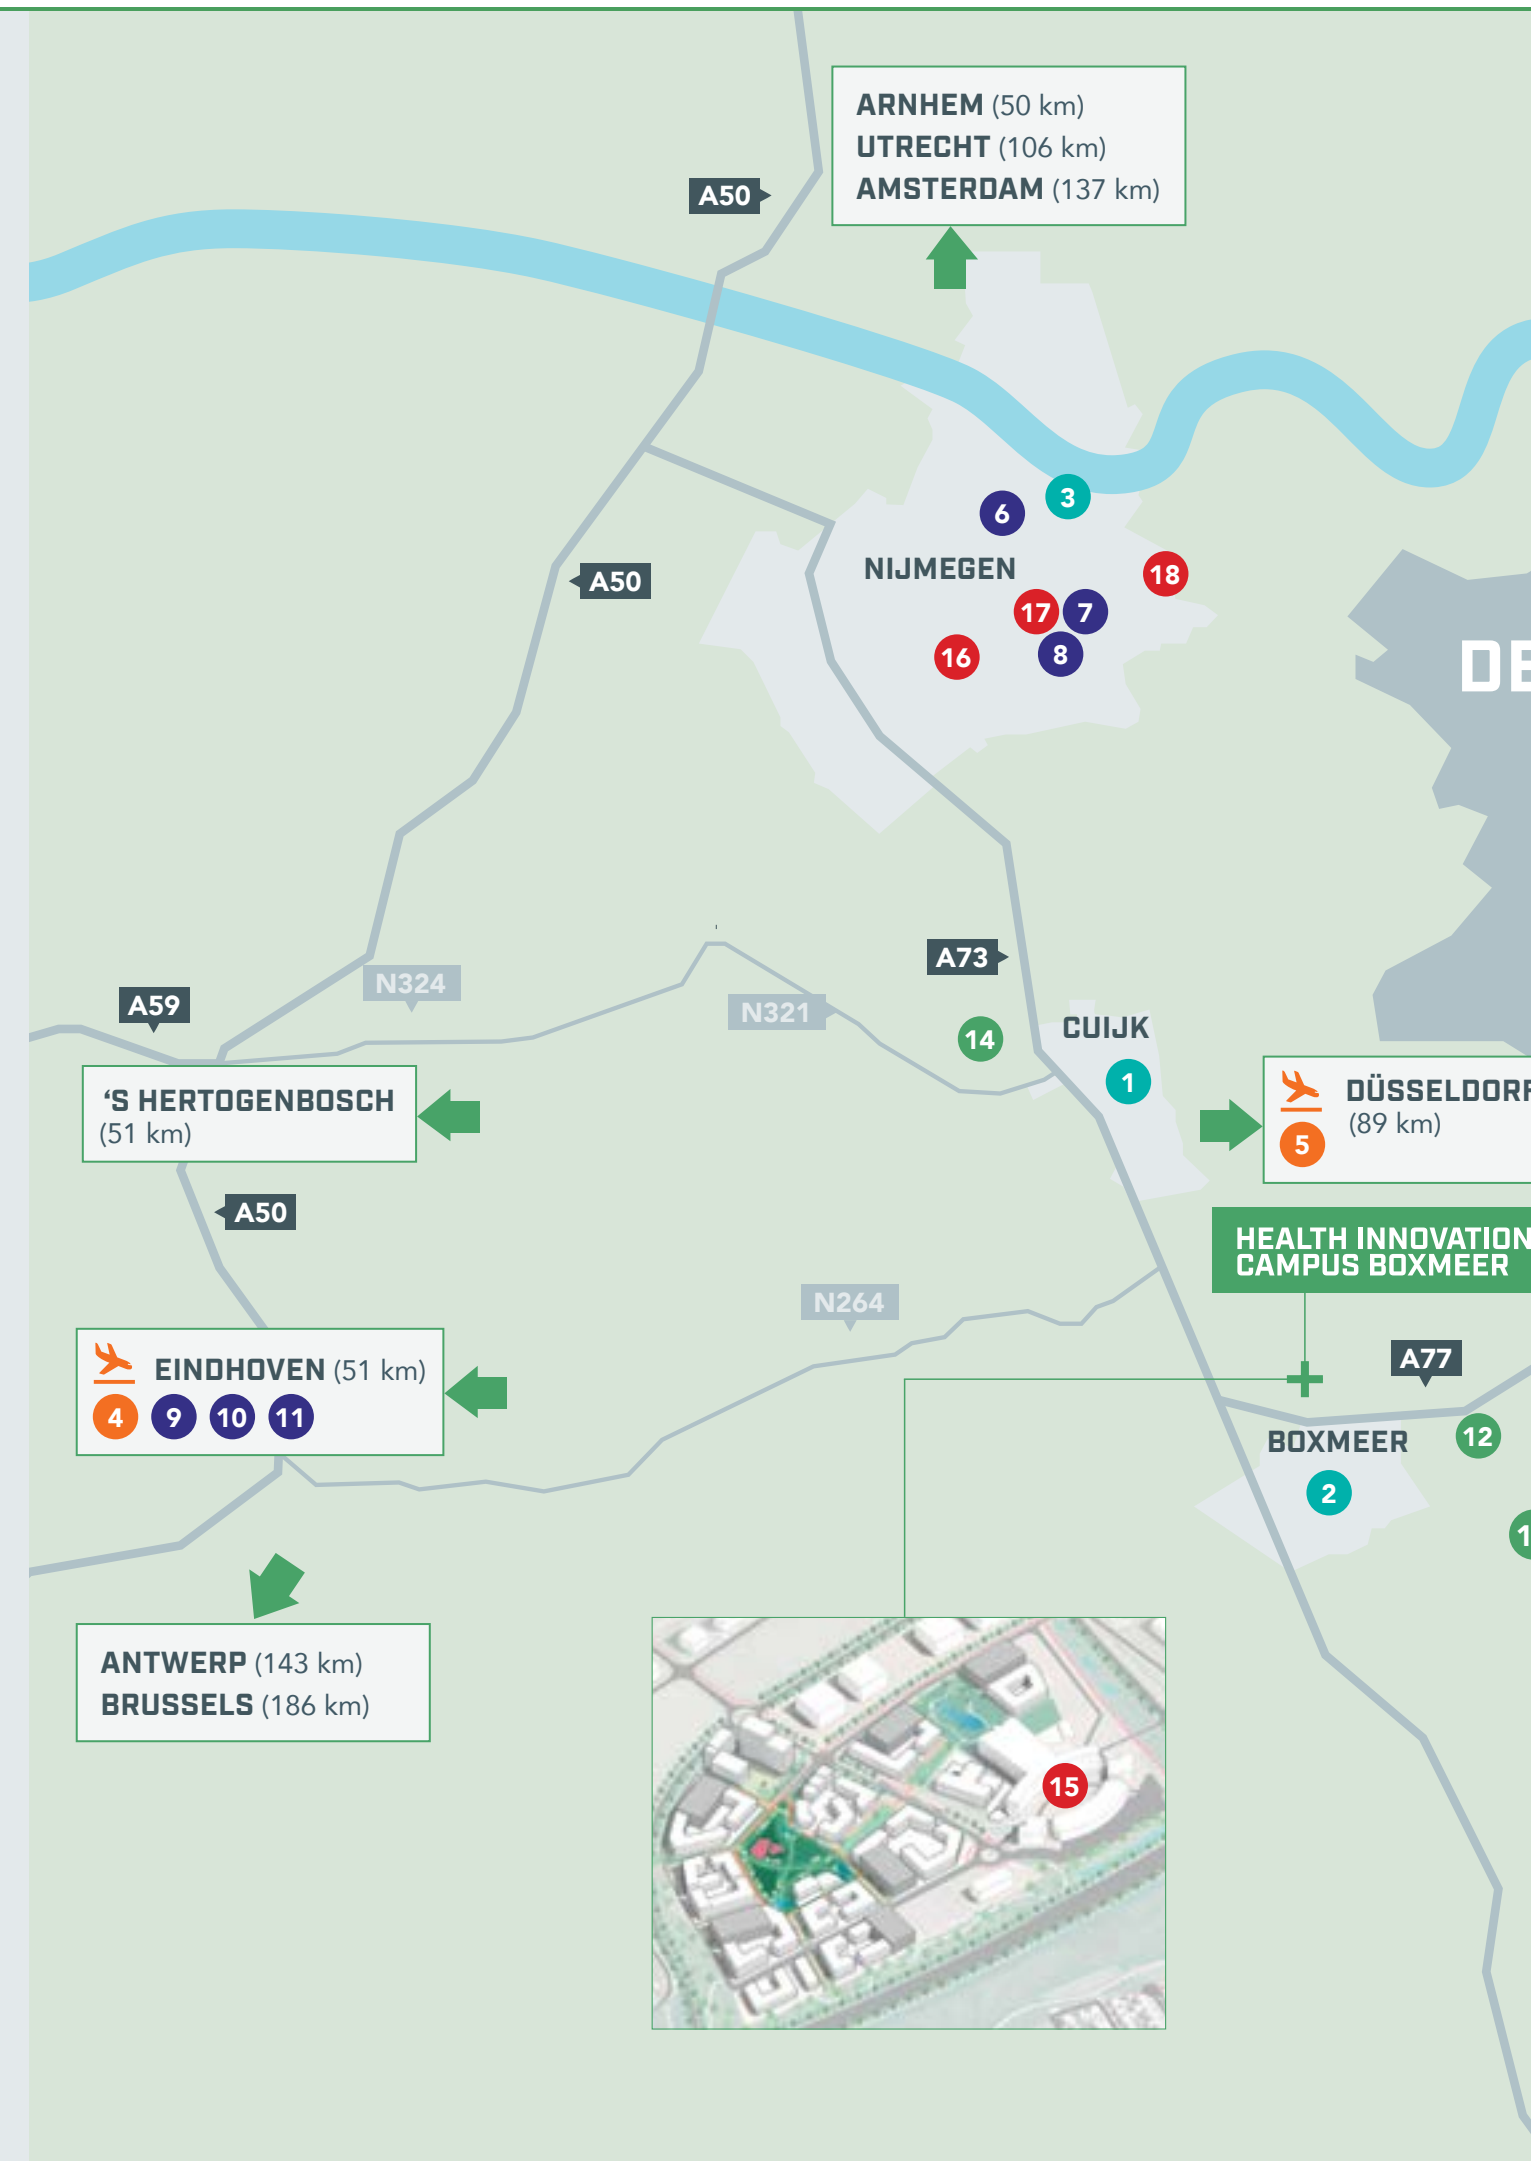 ARNHEM (50 km)
UTRECHT (106 km)
AMSTERDAM (137 km)
A50
3
6
NIJMEGEN
18
A50
17
7
8
16
DE
A73
N324
A59
N321
CUIJK
14
1
DÜSSELDORF
(89 km)
5
‘S HERTOGENBOSCH
(51 km)
A50
HEALTH INNOVATION
CAMPUS BOXMEER
N264
A77
EINDHOVEN (51 km)
4
9
10
11
BOXMEER
12
2
1
ANTWERP (143 km)
BRUSSELS (186 km)
15